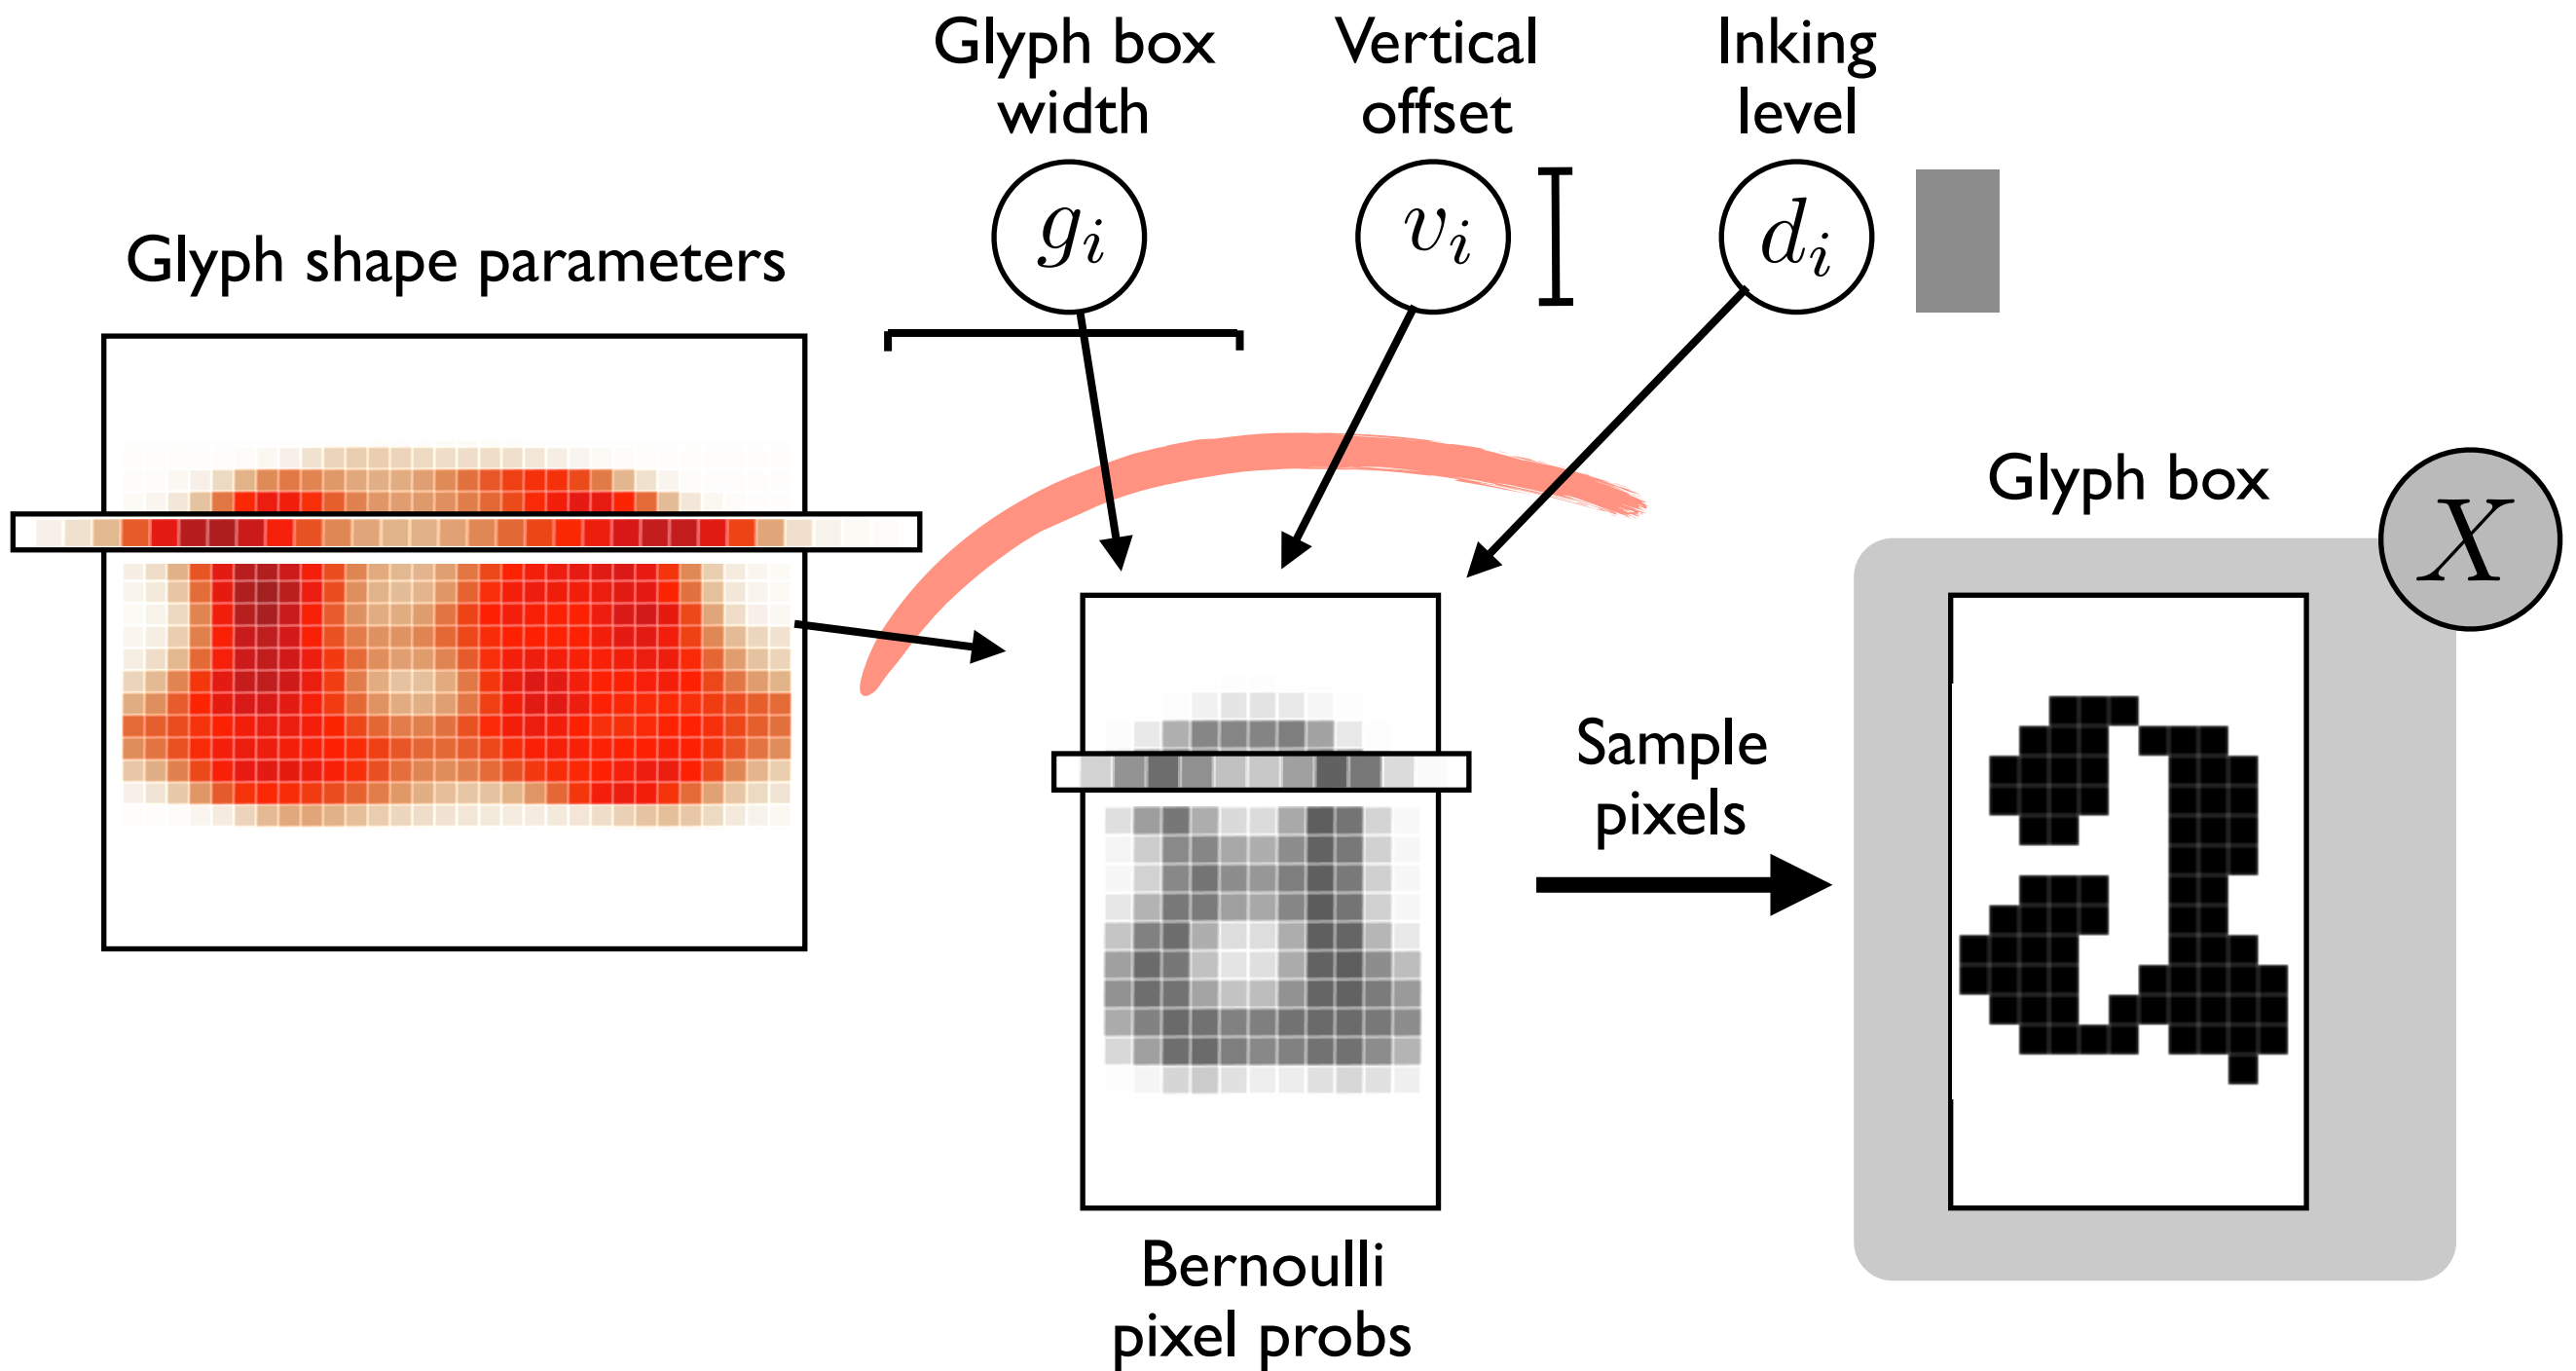 Glyph box
width
Vertical
offset
Inking
level
g_i
v_i
d_i
Glyph shape parameters
Glyph box
X
Sample
pixels
Bernoulli
pixel probs